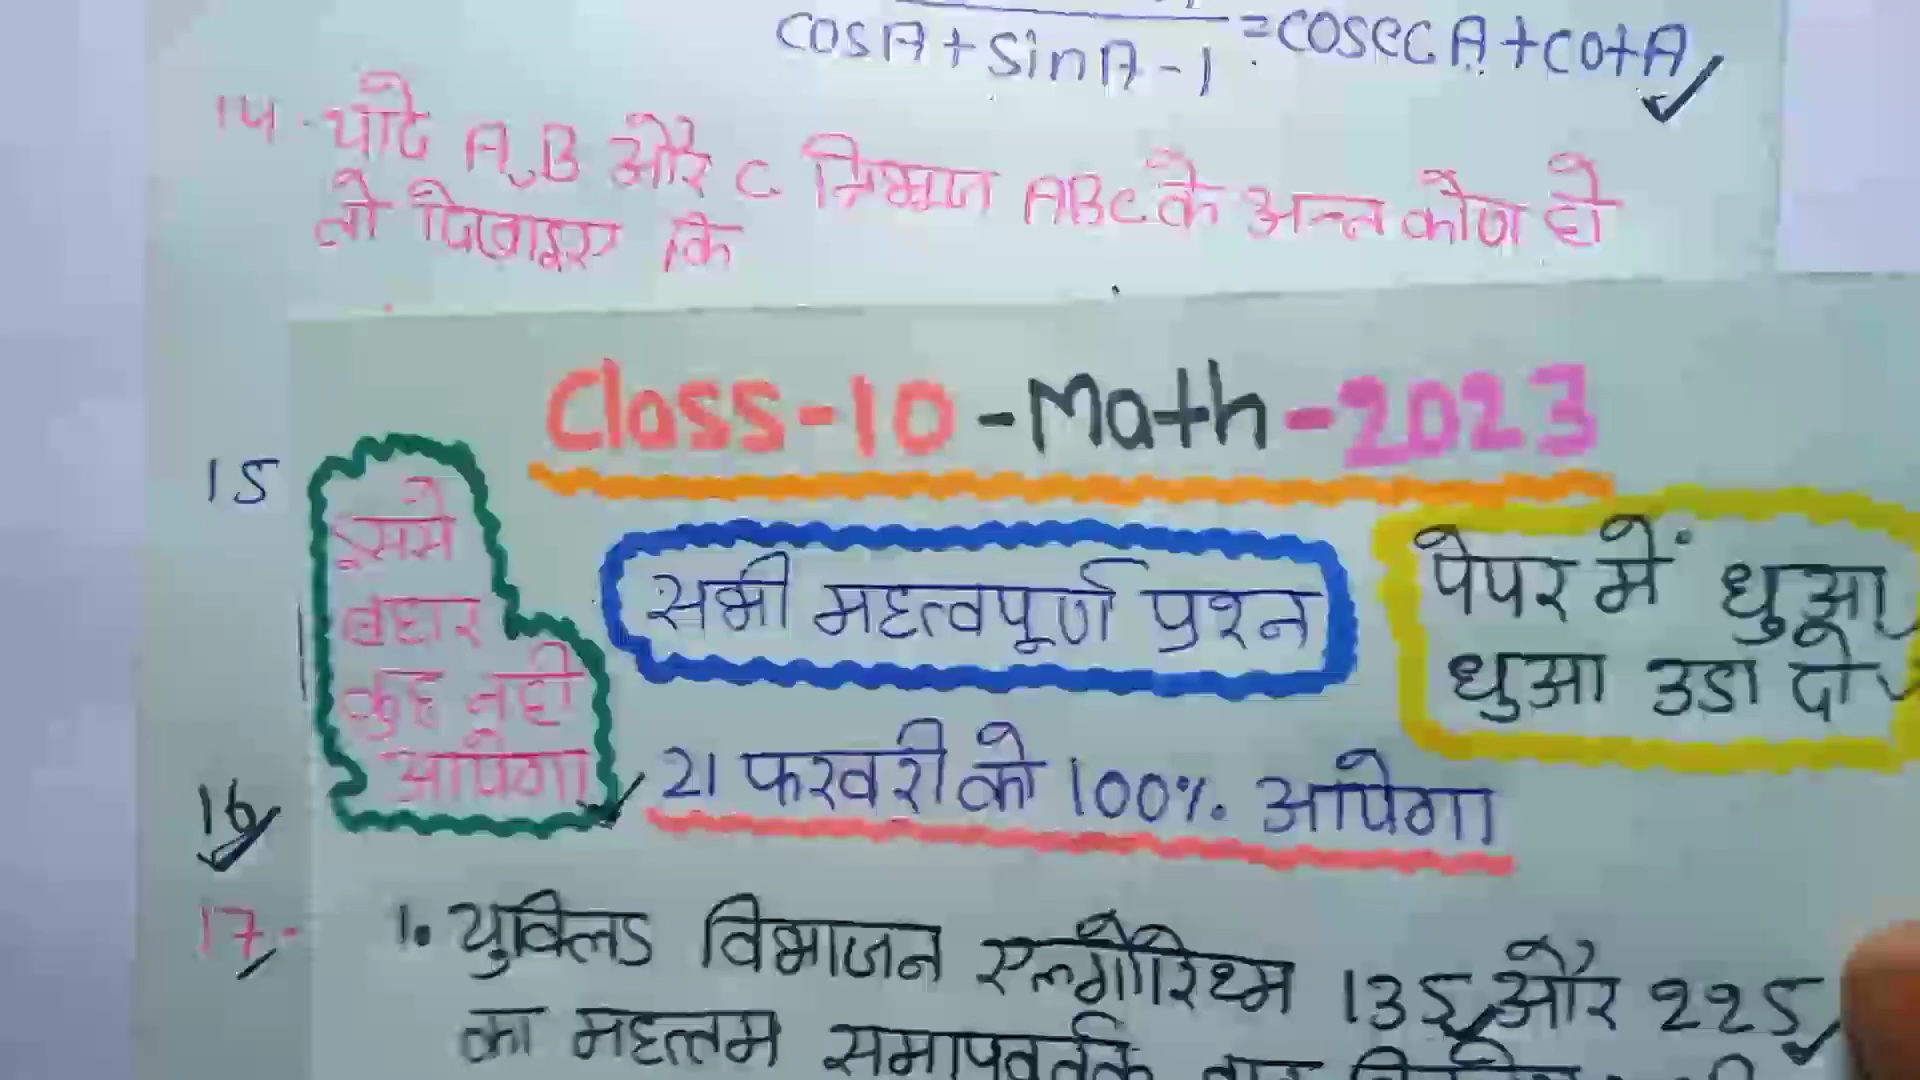 cosA+sinA-1 =cosecA+cotA
14. यदि A,B और C त्रिभुज ABC के अन्त कोण हो
तो दिखाइए कि
Class-10-Math-2023
15
इसमे
बहार
कुछ नही
आयेगा
सभी महत्वपूर्ण प्रश्न
पेपर में धुआ
धुआ उडा दो
21 फरवरी को 100% आयेगा
16
17.
1. युक्लिड विभाजन एल्गोरिथ्म 135 और 225
का महत्तम समापवर्तक